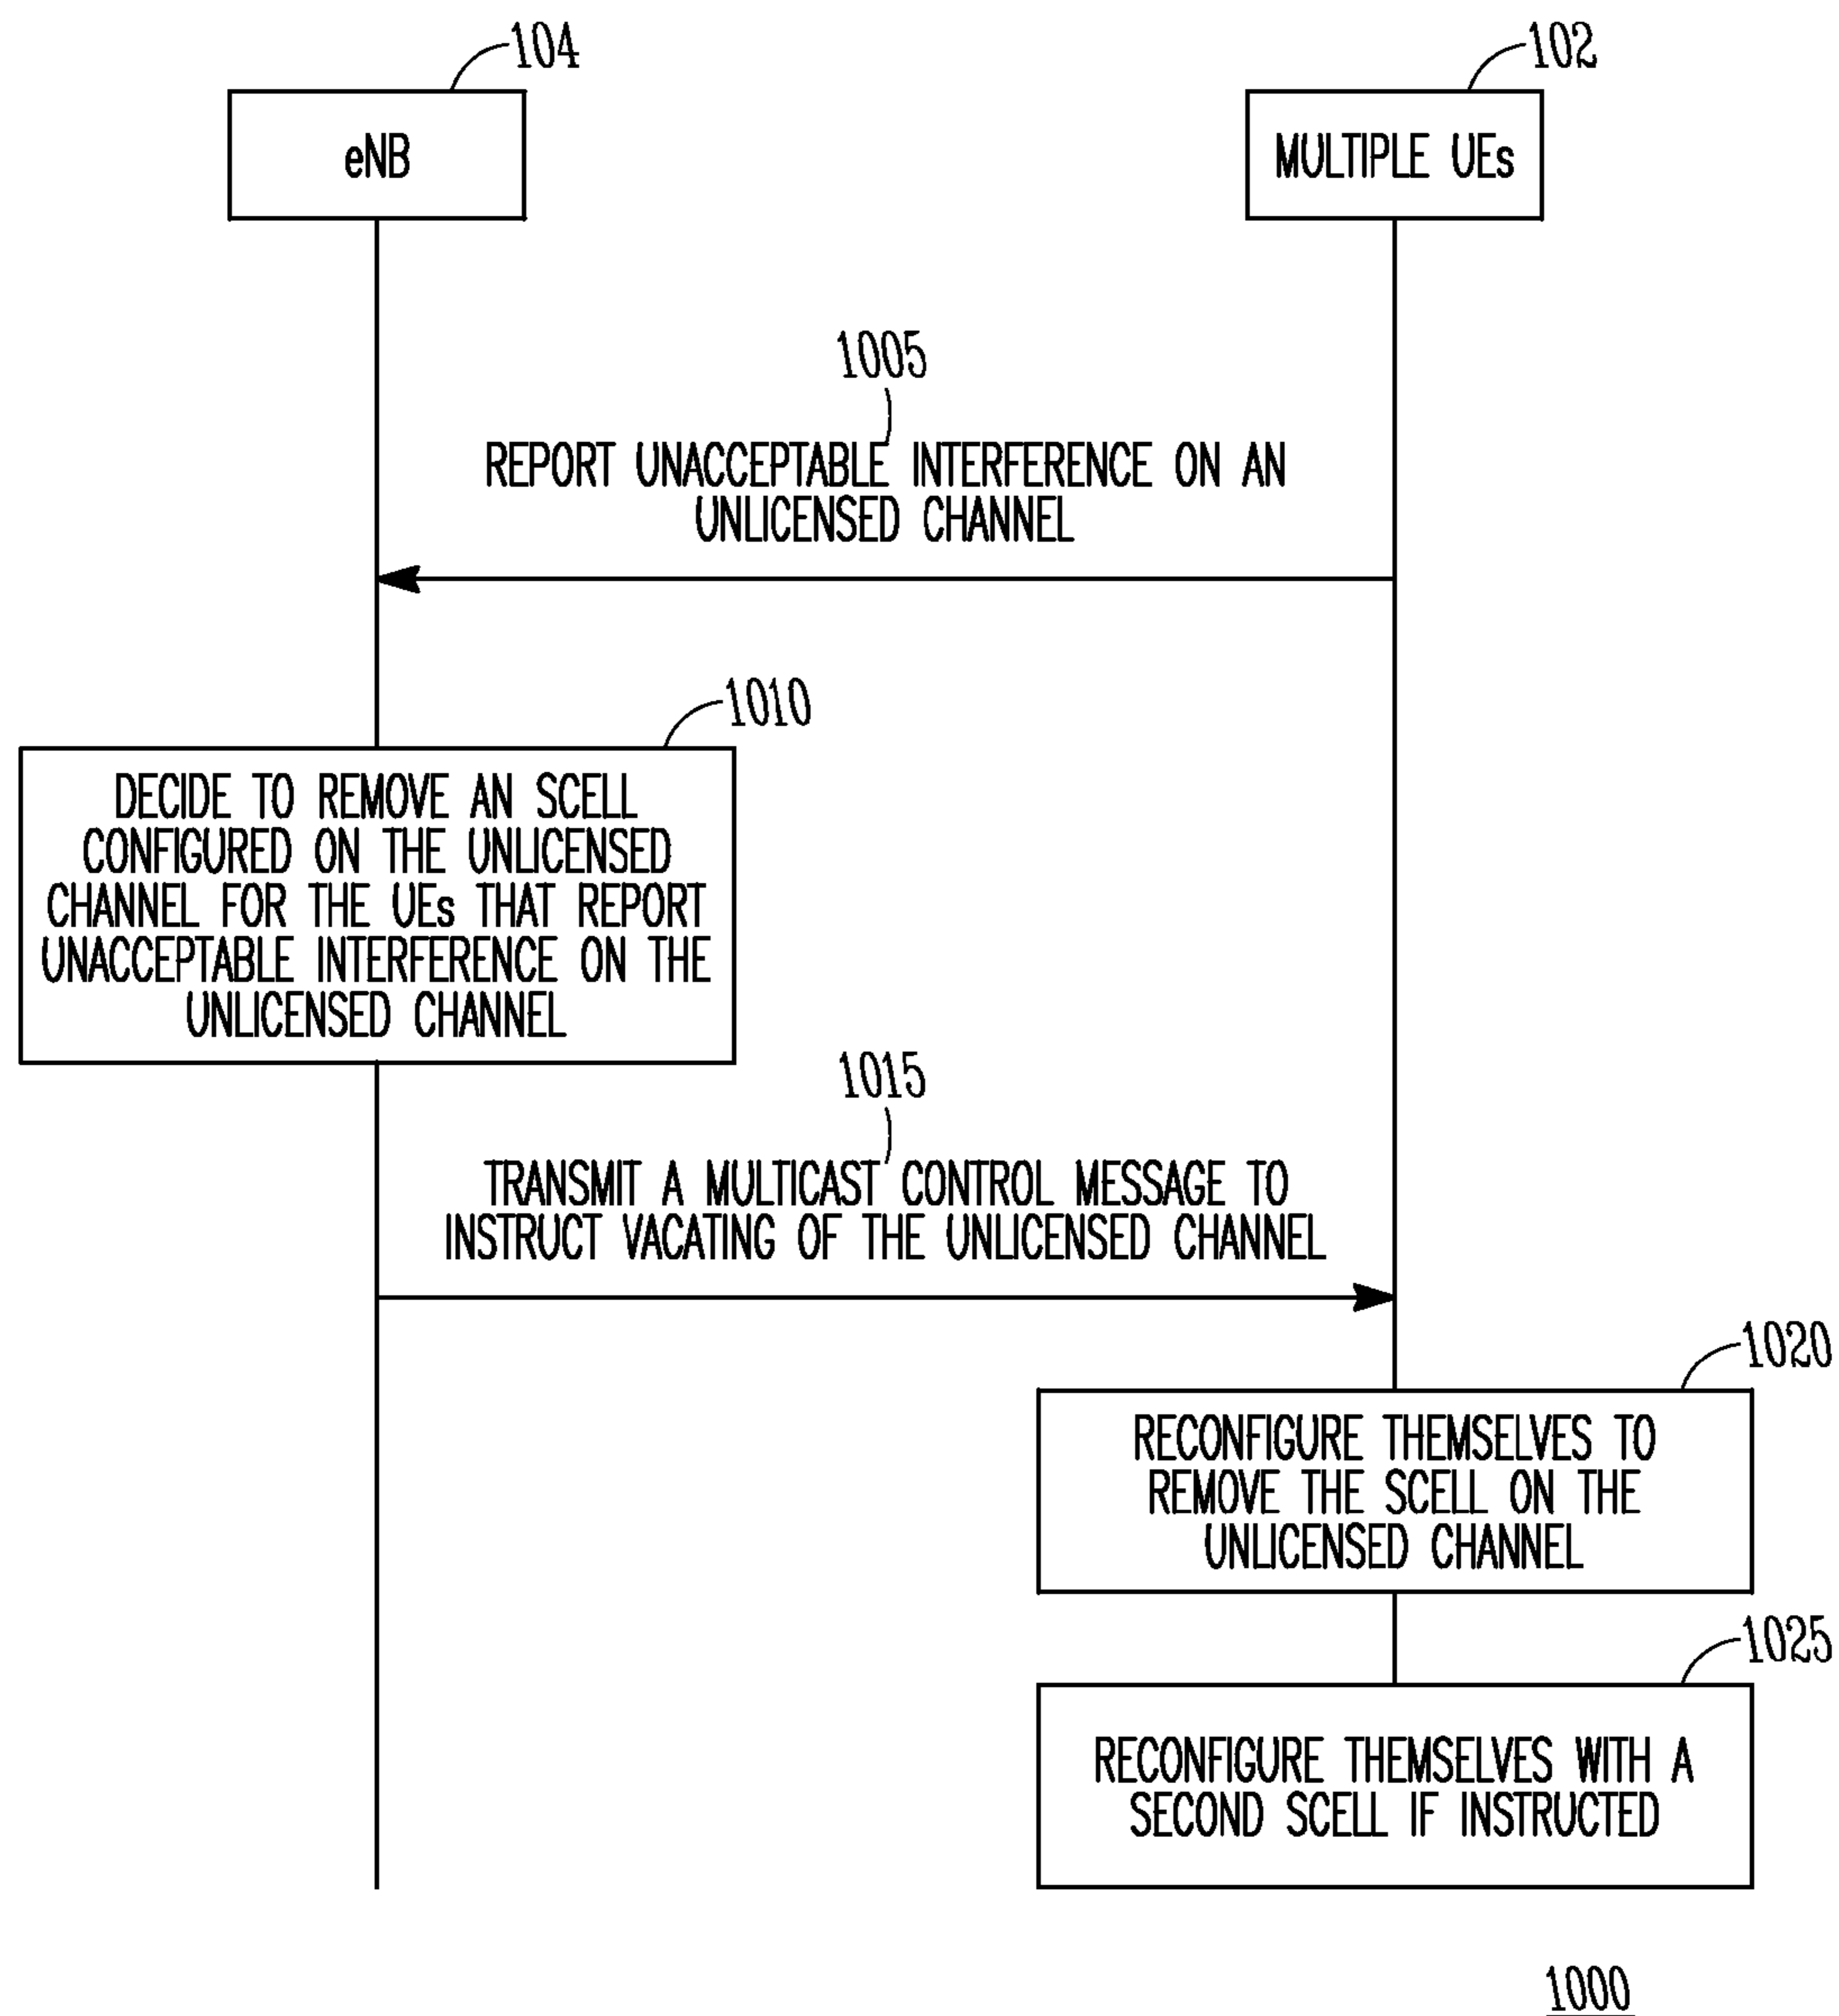 104
102
eNB
MULTIPLE UEs
1005
REPORT UNACCEPTABLE INTERFERENCE ON AN
UNLICENSED CHANNEL
1010
DECIDE TO REMOVE AN SCELL
CONFIGURED ON THE UNLICENSED
CHANNEL FOR THE UEs THAT REPORT
UNACCEPTABLE INTERFERENCE ON THE
UNLICENSED CHANNEL
1015
TRANSMIT A MULTICAST CONTROL MESSAGE TO
INSTRUCT VACATING OF THE UNLICENSED CHANNEL
1020
RECONFIGURE THEMSELVES TO
REMOVE THE SCELL ON THE
UNLICENSED CHANNEL
1025
RECONFIGURE THEMSELVES WITH A
SECOND SCELL IF INSTRUCTED
1000